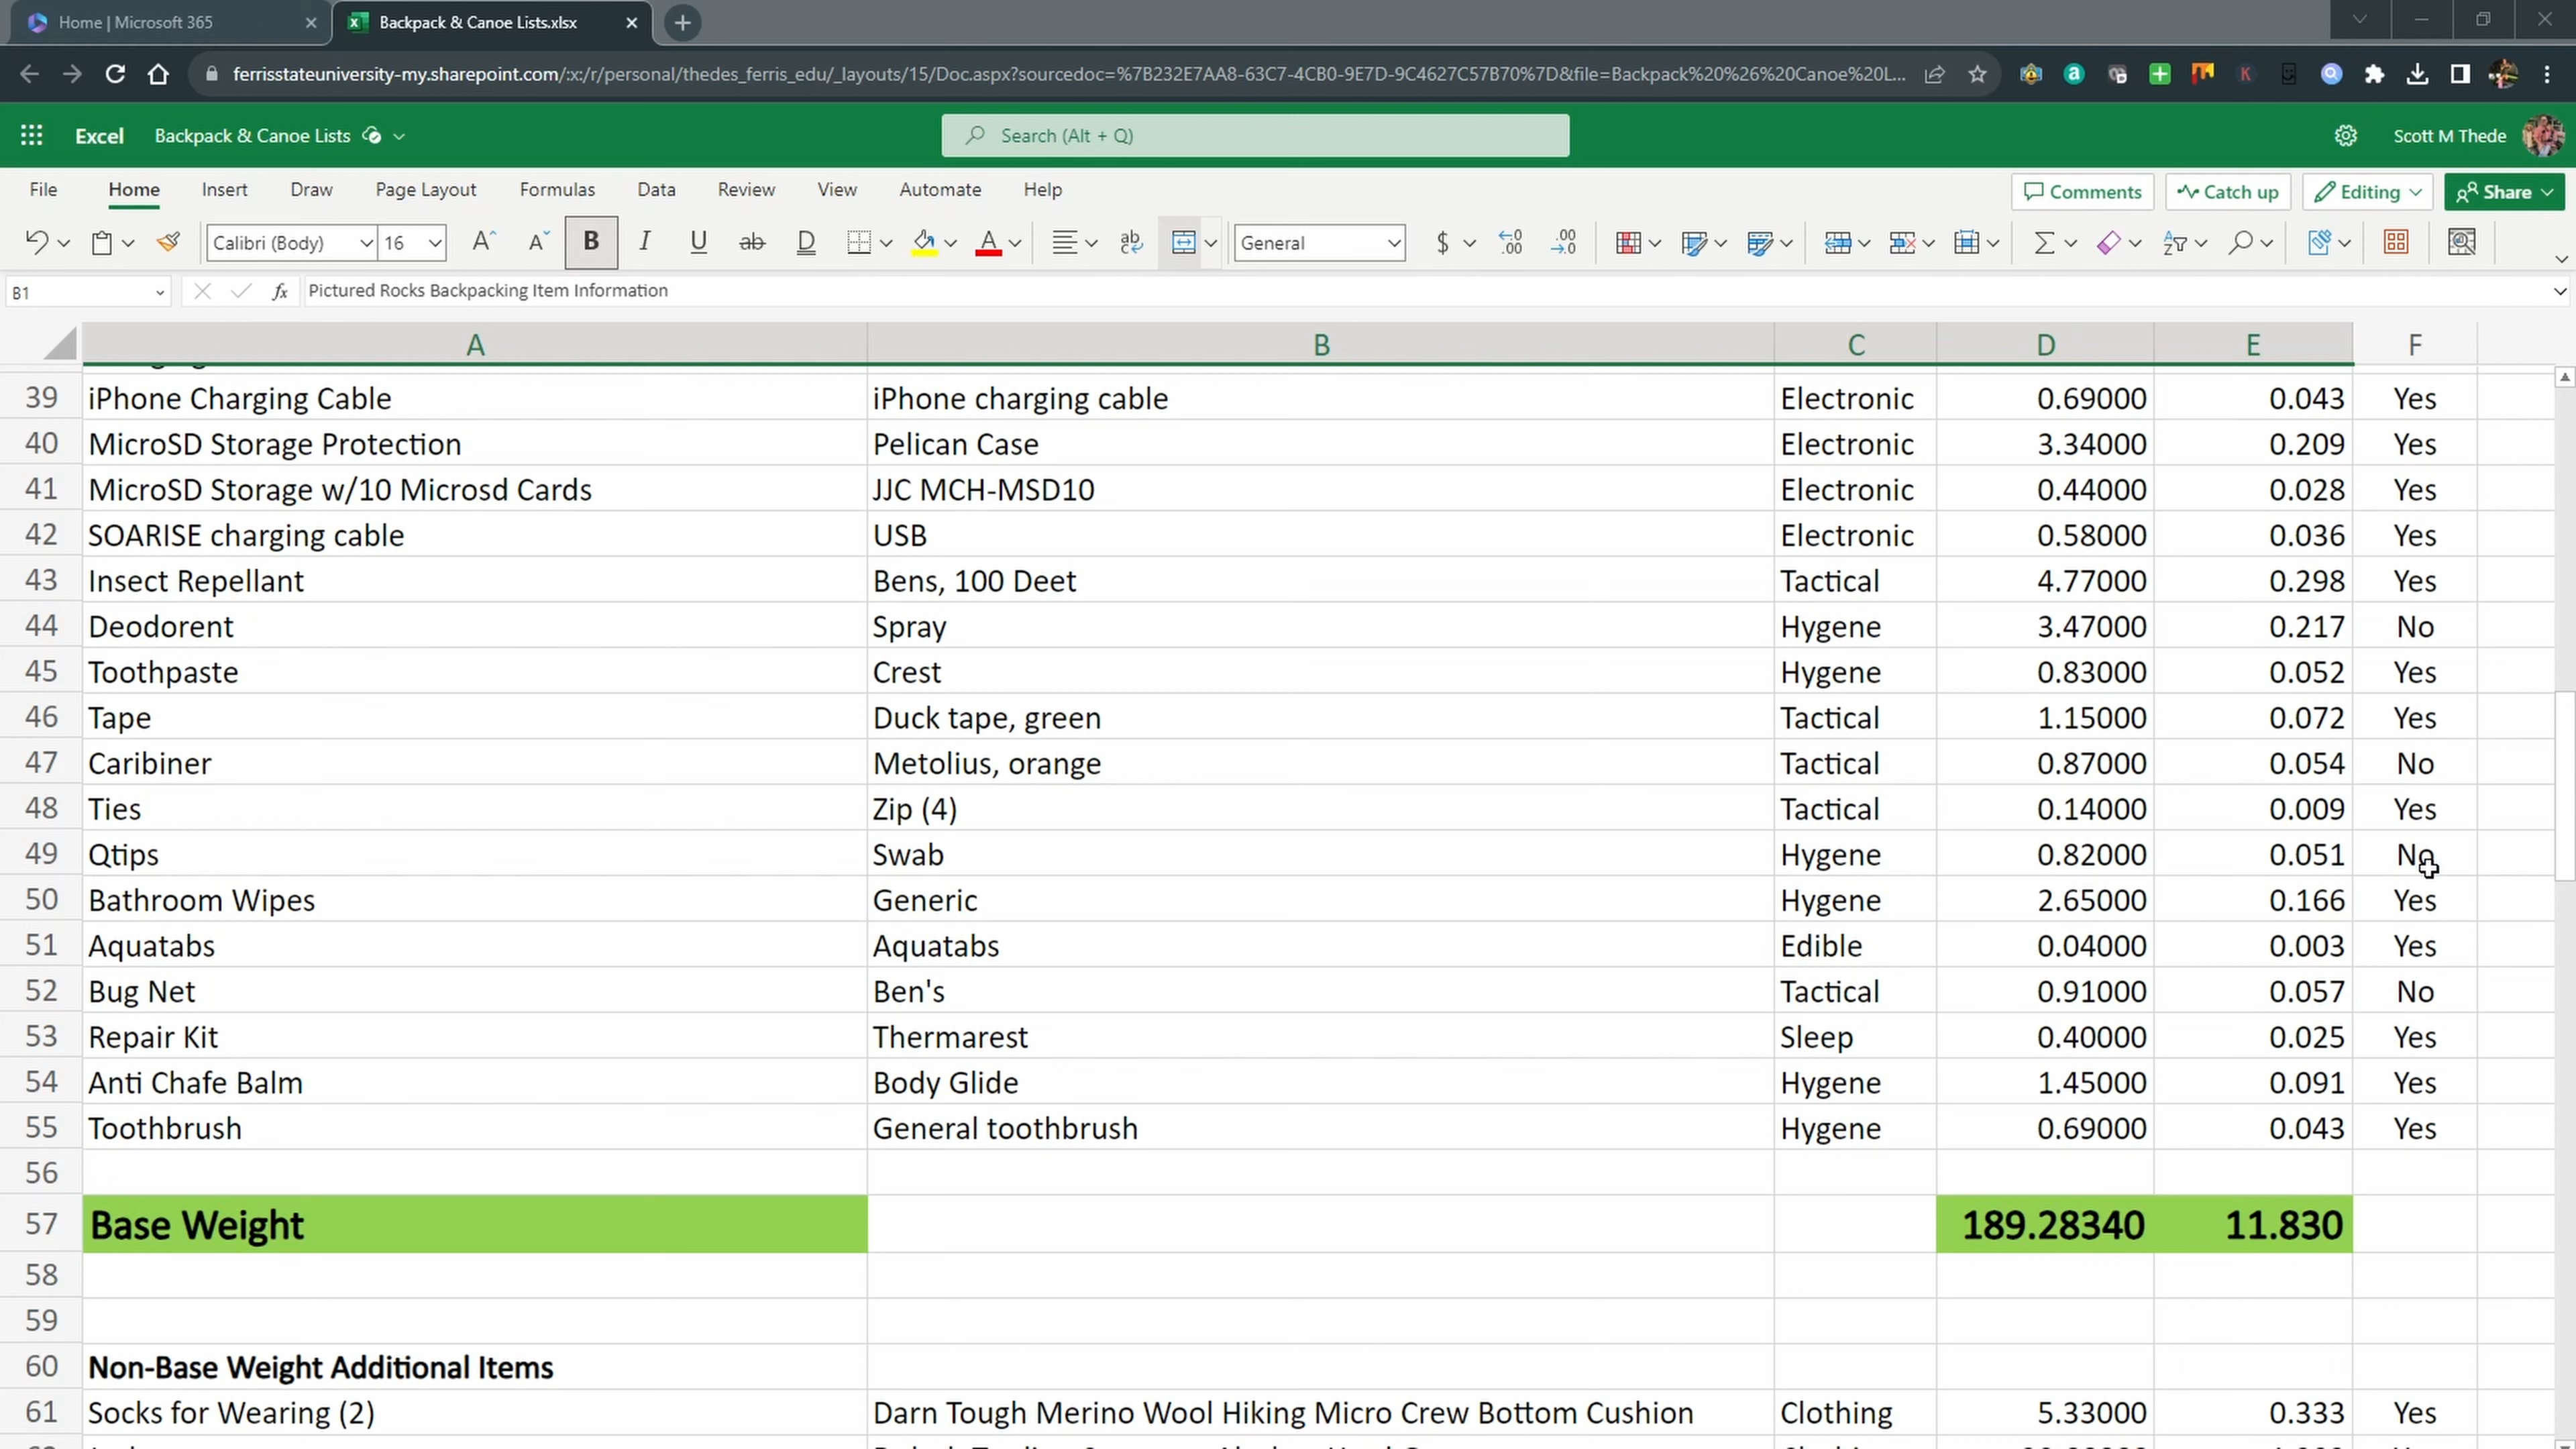 Home | Microsoft 365
Backpack & Canoe Lists.xlsx
ferrisstateuniversity-my.sharepoint.com/:x:/r/personal/thedes_ferris_edu/_layouts/15/Doc.aspx?sourcedoc=%7B232E7AA8-63C7-4CB0-9E7D-9C4627C57B70%7D&file=Backpack%20%26%20Canoe%20L...
Excel Backpack & Canoe Lists Search (Alt + Q) Scott M Thede
File Home Insert Draw Page Layout Formulas Data Review View Automate Help Comments Catch up Editing Share
Calibri (Body) 16 B I U ab D A ab General $
B1 fx Pictured Rocks Backpacking Item Information
A B C D E F
39 iPhone Charging Cable iPhone charging cable Electronic 0.69000 0.043 Yes
40 MicroSD Storage Protection Pelican Case Electronic 3.34000 0.209 Yes
41 MicroSD Storage w/10 Microsd Cards JJC MCH-MSD10 Electronic 0.44000 0.028 Yes
42 SOARISE charging cable USB Electronic 0.58000 0.036 Yes
43 Insect Repellant Bens, 100 Deet Tactical 4.77000 0.298 Yes
44 Deodorent Spray Hygene 3.47000 0.217 No
45 Toothpaste Crest Hygene 0.83000 0.052 Yes
46 Tape Duck tape, green Tactical 1.15000 0.072 Yes
47 Caribiner Metolius, orange Tactical 0.87000 0.054 No
48 Ties Zip (4) Tactical 0.14000 0.009 Yes
49 Qtips Swab Hygene 0.82000 0.051 No
50 Bathroom Wipes Generic Hygene 2.65000 0.166 Yes
51 Aquatabs Aquatabs Edible 0.04000 0.003 Yes
52 Bug Net Ben's Tactical 0.91000 0.057 No
53 Repair Kit Thermarest Sleep 0.40000 0.025 Yes
54 Anti Chafe Balm Body Glide Hygene 1.45000 0.091 Yes
55 Toothbrush General toothbrush Hygene 0.69000 0.043 Yes
56
57 Base Weight 189.28340 11.830
58
59
60 Non-Base Weight Additional Items
61 Socks for Wearing (2) Darn Tough Merino Wool Hiking Micro Crew Bottom Cushion Clothing 5.33000 0.333 Yes